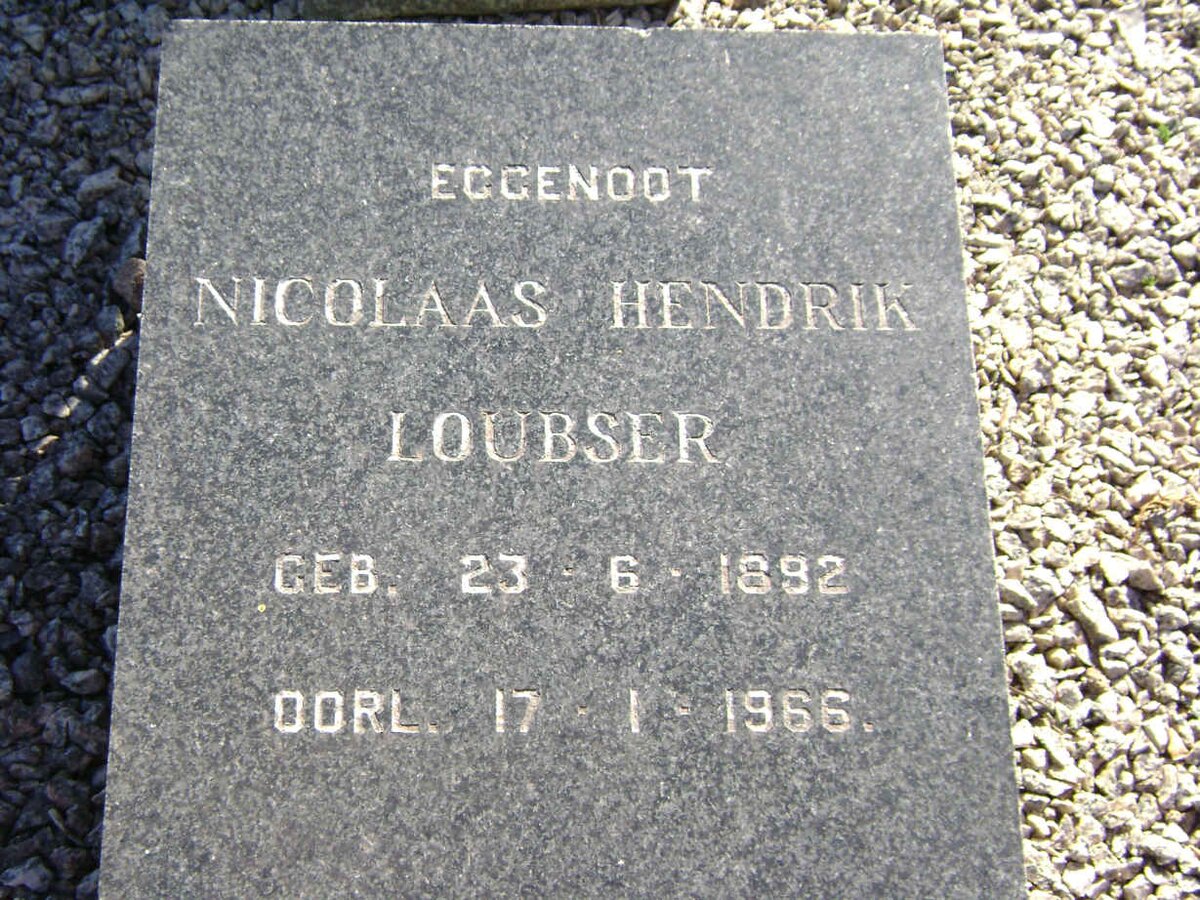 EGGENOOT
NICOLAAS HENDRIK
LOUBSER
GEB. 23 · 6 · 1892
OORL. 17 · 1 · 1966.